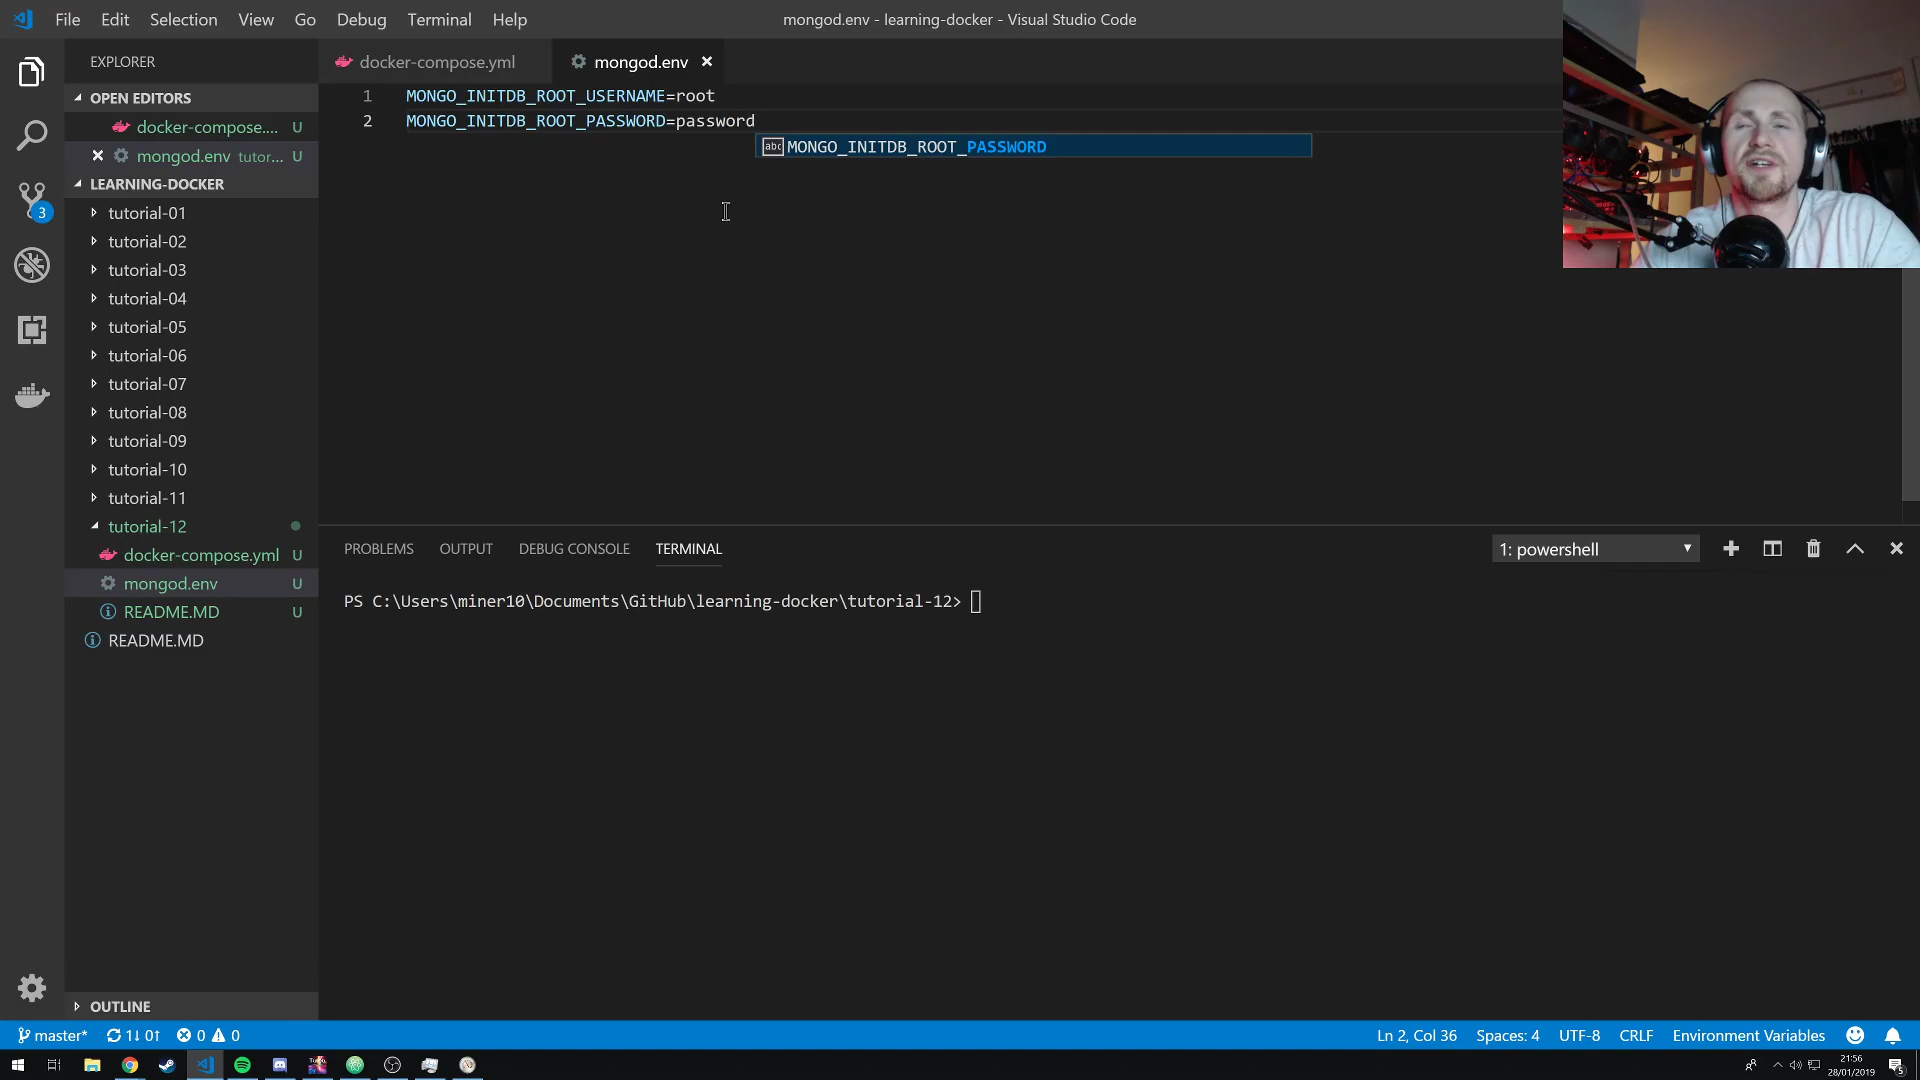 File Edit Selection View Go Debug Terminal Help
mongod.env - learning-docker - Visual Studio Code
EXPLORER
OPEN EDITORS
docker-compose.... U
mongod.env tutor... U
LEARNING-DOCKER
tutorial-01
tutorial-02
tutorial-03
tutorial-04
tutorial-05
tutorial-06
tutorial-07
tutorial-08
tutorial-09
tutorial-10
tutorial-11
tutorial-12
docker-compose.yml U
mongod.env U
README.MD U
README.MD
OUTLINE
3
docker-compose.yml
mongod.env
1 MONGO_INITDB_ROOT_USERNAME=root
2 MONGO_INITDB_ROOT_PASSWORD=password
abc MONGO_INITDB_ROOT_PASSWORD
PROBLEMS OUTPUT DEBUG CONSOLE TERMINAL
1: powershell
PS C:\Users\miner10\Documents\GitHub\learning-docker\tutorial-12>
master* 1↓ 0↑ 0 0
Ln 2, Col 36 Spaces: 4 UTF-8 CRLF Environment Variables
21:56
28/01/2019
5